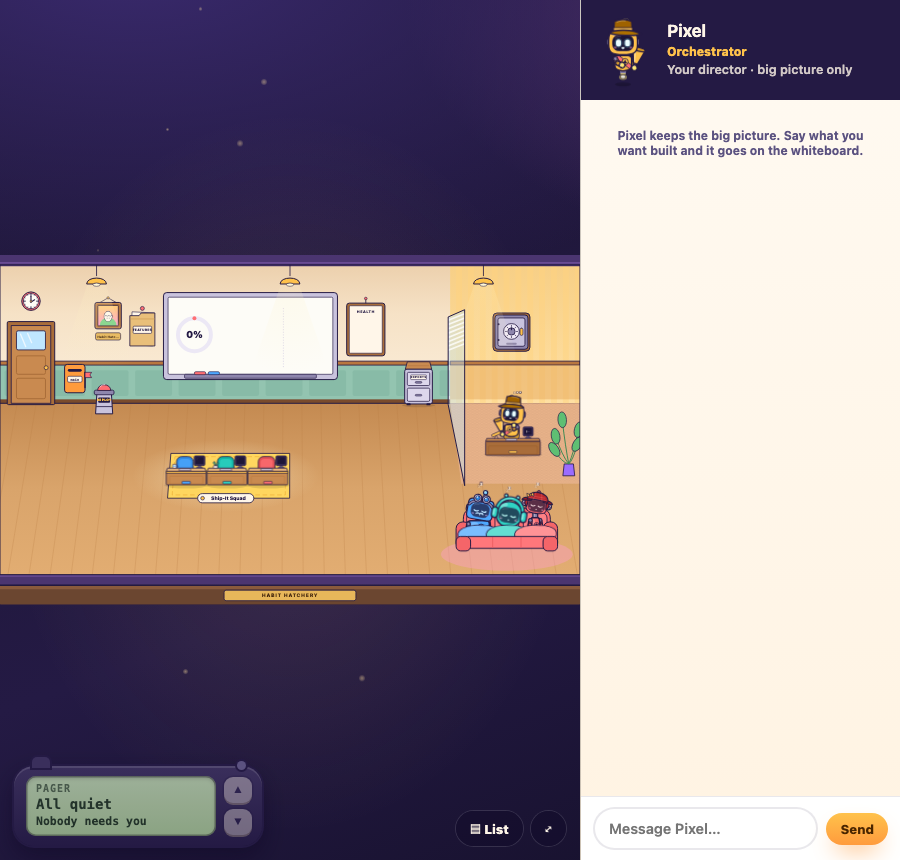 Pixel
Orchestrator
Your director · big picture only
Pixel keeps the big picture. Say what you
want built and it goes on the whiteboard.
HEALTH
0%
Ship-It Squad
HABIT HATCHERY
PAGER
All quiet
Nobody needs you
▲
▼
List
Message Pixel...
Send